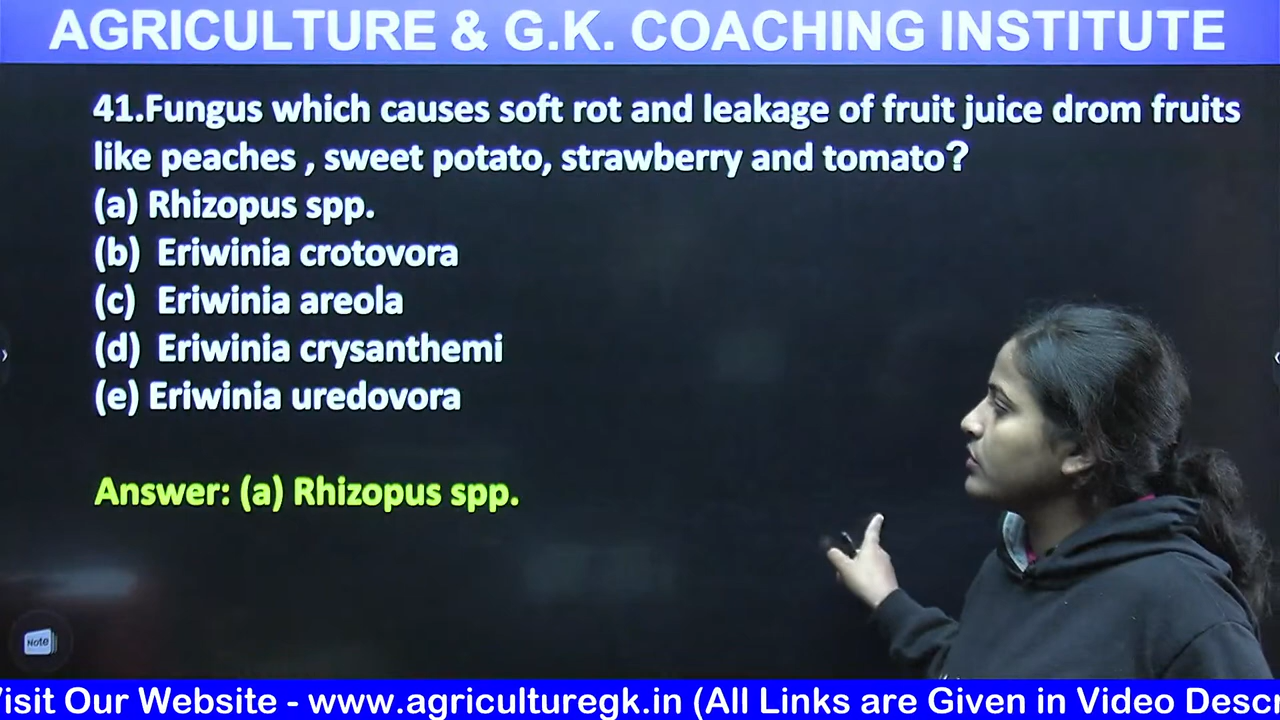 AGRICULTURE & G.K. COACHING INSTITUTE
41.Fungus which causes soft rot and leakage of fruit juice drom fruits
like peaches , sweet potato, strawberry and tomato?
(a) Rhizopus spp.
(b) Eriwinia crotovora
(c) Eriwinia areola
(d) Eriwinia crysanthemi
(e) Eriwinia uredovora
Answer: (a) Rhizopus spp.
Note
Visit Our Website - www.agriculturegk.in (All Links are Given in Video Descr